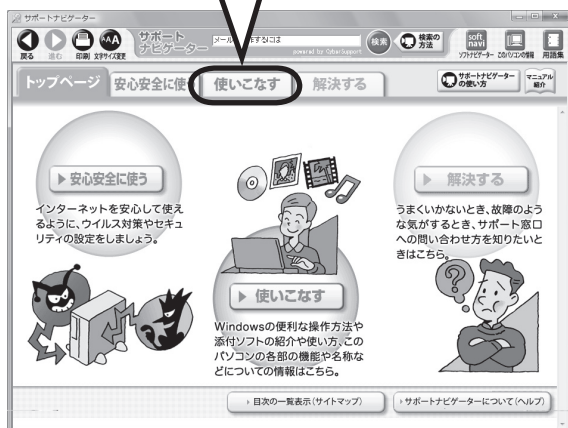 サポートナビゲーター
戻る
進む
印刷
文字サイズ変更
サポート
ナビゲーター
powered by CyberSupport
検索
検索の
方法
soft
navi
ソフトナビゲーター
このパソコンの情報
用語集
トップページ
安心安全に使
使いこなす
解決する
サポートナビゲーター
の使い方
マニュアル
紹介
安心安全に使う
インターネットを安心して使え
るように、ウイルス対策やセキュ
リティの設定をしましょう。
使いこなす
Windowsの便利な操作方法や
添付ソフトの紹介や使い方、この
パソコンの各部の機能や名称な
どについての情報はこちら。
解決する
うまくいかないとき、故障のよう
な気がするとき、サポート窓口
への問い合わせ方を知りたいと
きはこちら。
目次の一覧表示(サイトマップ)
サポートナビゲーターについて(ヘルプ)